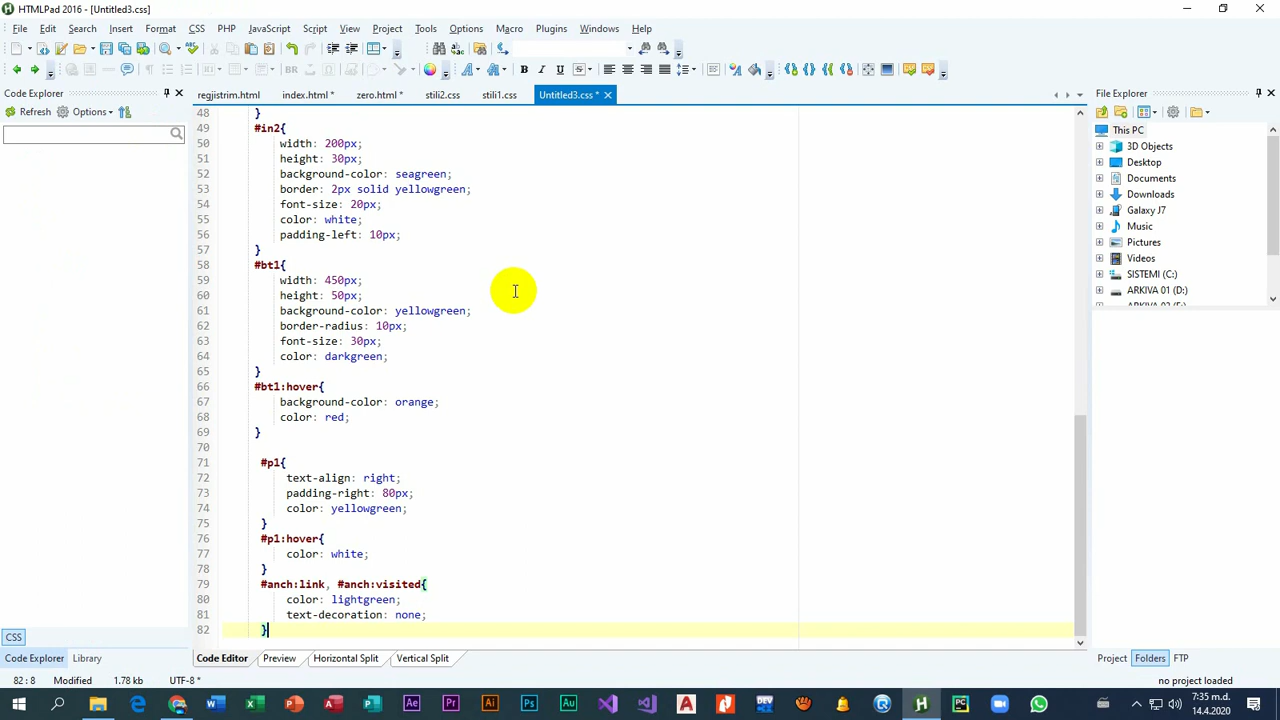 HTMLPad 2016 - [Untitled3.css]
File Edit Search Insert Format CSS PHP JavaScript Script View Project Tools Options Macro Plugins Windows Help
BR B I U
Code Explorer
Refresh Options
regjistrim.html index.html * zero.html * stili2.css stili1.css Untitled3.css *
File Explorer
48 }
49 #in2{
50 width: 200px;
51 height: 30px;
52 background-color: seagreen;
53 border: 2px solid yellowgreen;
54 font-size: 20px;
55 color: white;
56 padding-left: 10px;
57 }
58 #bt1{
59 width: 450px;
60 height: 50px;
61 background-color: yellowgreen;
62 border-radius: 10px;
63 font-size: 30px;
64 color: darkgreen;
65 }
66 #bt1:hover{
67 background-color: orange;
68 color: red;
69 }
70
71 #p1{
72 text-align: right;
73 padding-right: 80px;
74 color: yellowgreen;
75 }
76 #p1:hover{
77 color: white;
78 }
79 #anch:link, #anch:visited{
80 color: lightgreen;
81 text-decoration: none;
82 }
This PC
3D Objects
Desktop
Documents
Downloads
Galaxy J7
Music
Pictures
Videos
SISTEMI (C:)
ARKIVA 01 (D:)
CSS
Code Explorer Library
Code Editor Preview Horizontal Split Vertical Split
Project Folders FTP
82 : 8 Modified 1.78 kb UTF-8 *
no project loaded
Ae Pr Ai Ps Au DEV PC
7:35 m.d.
14.4.2020